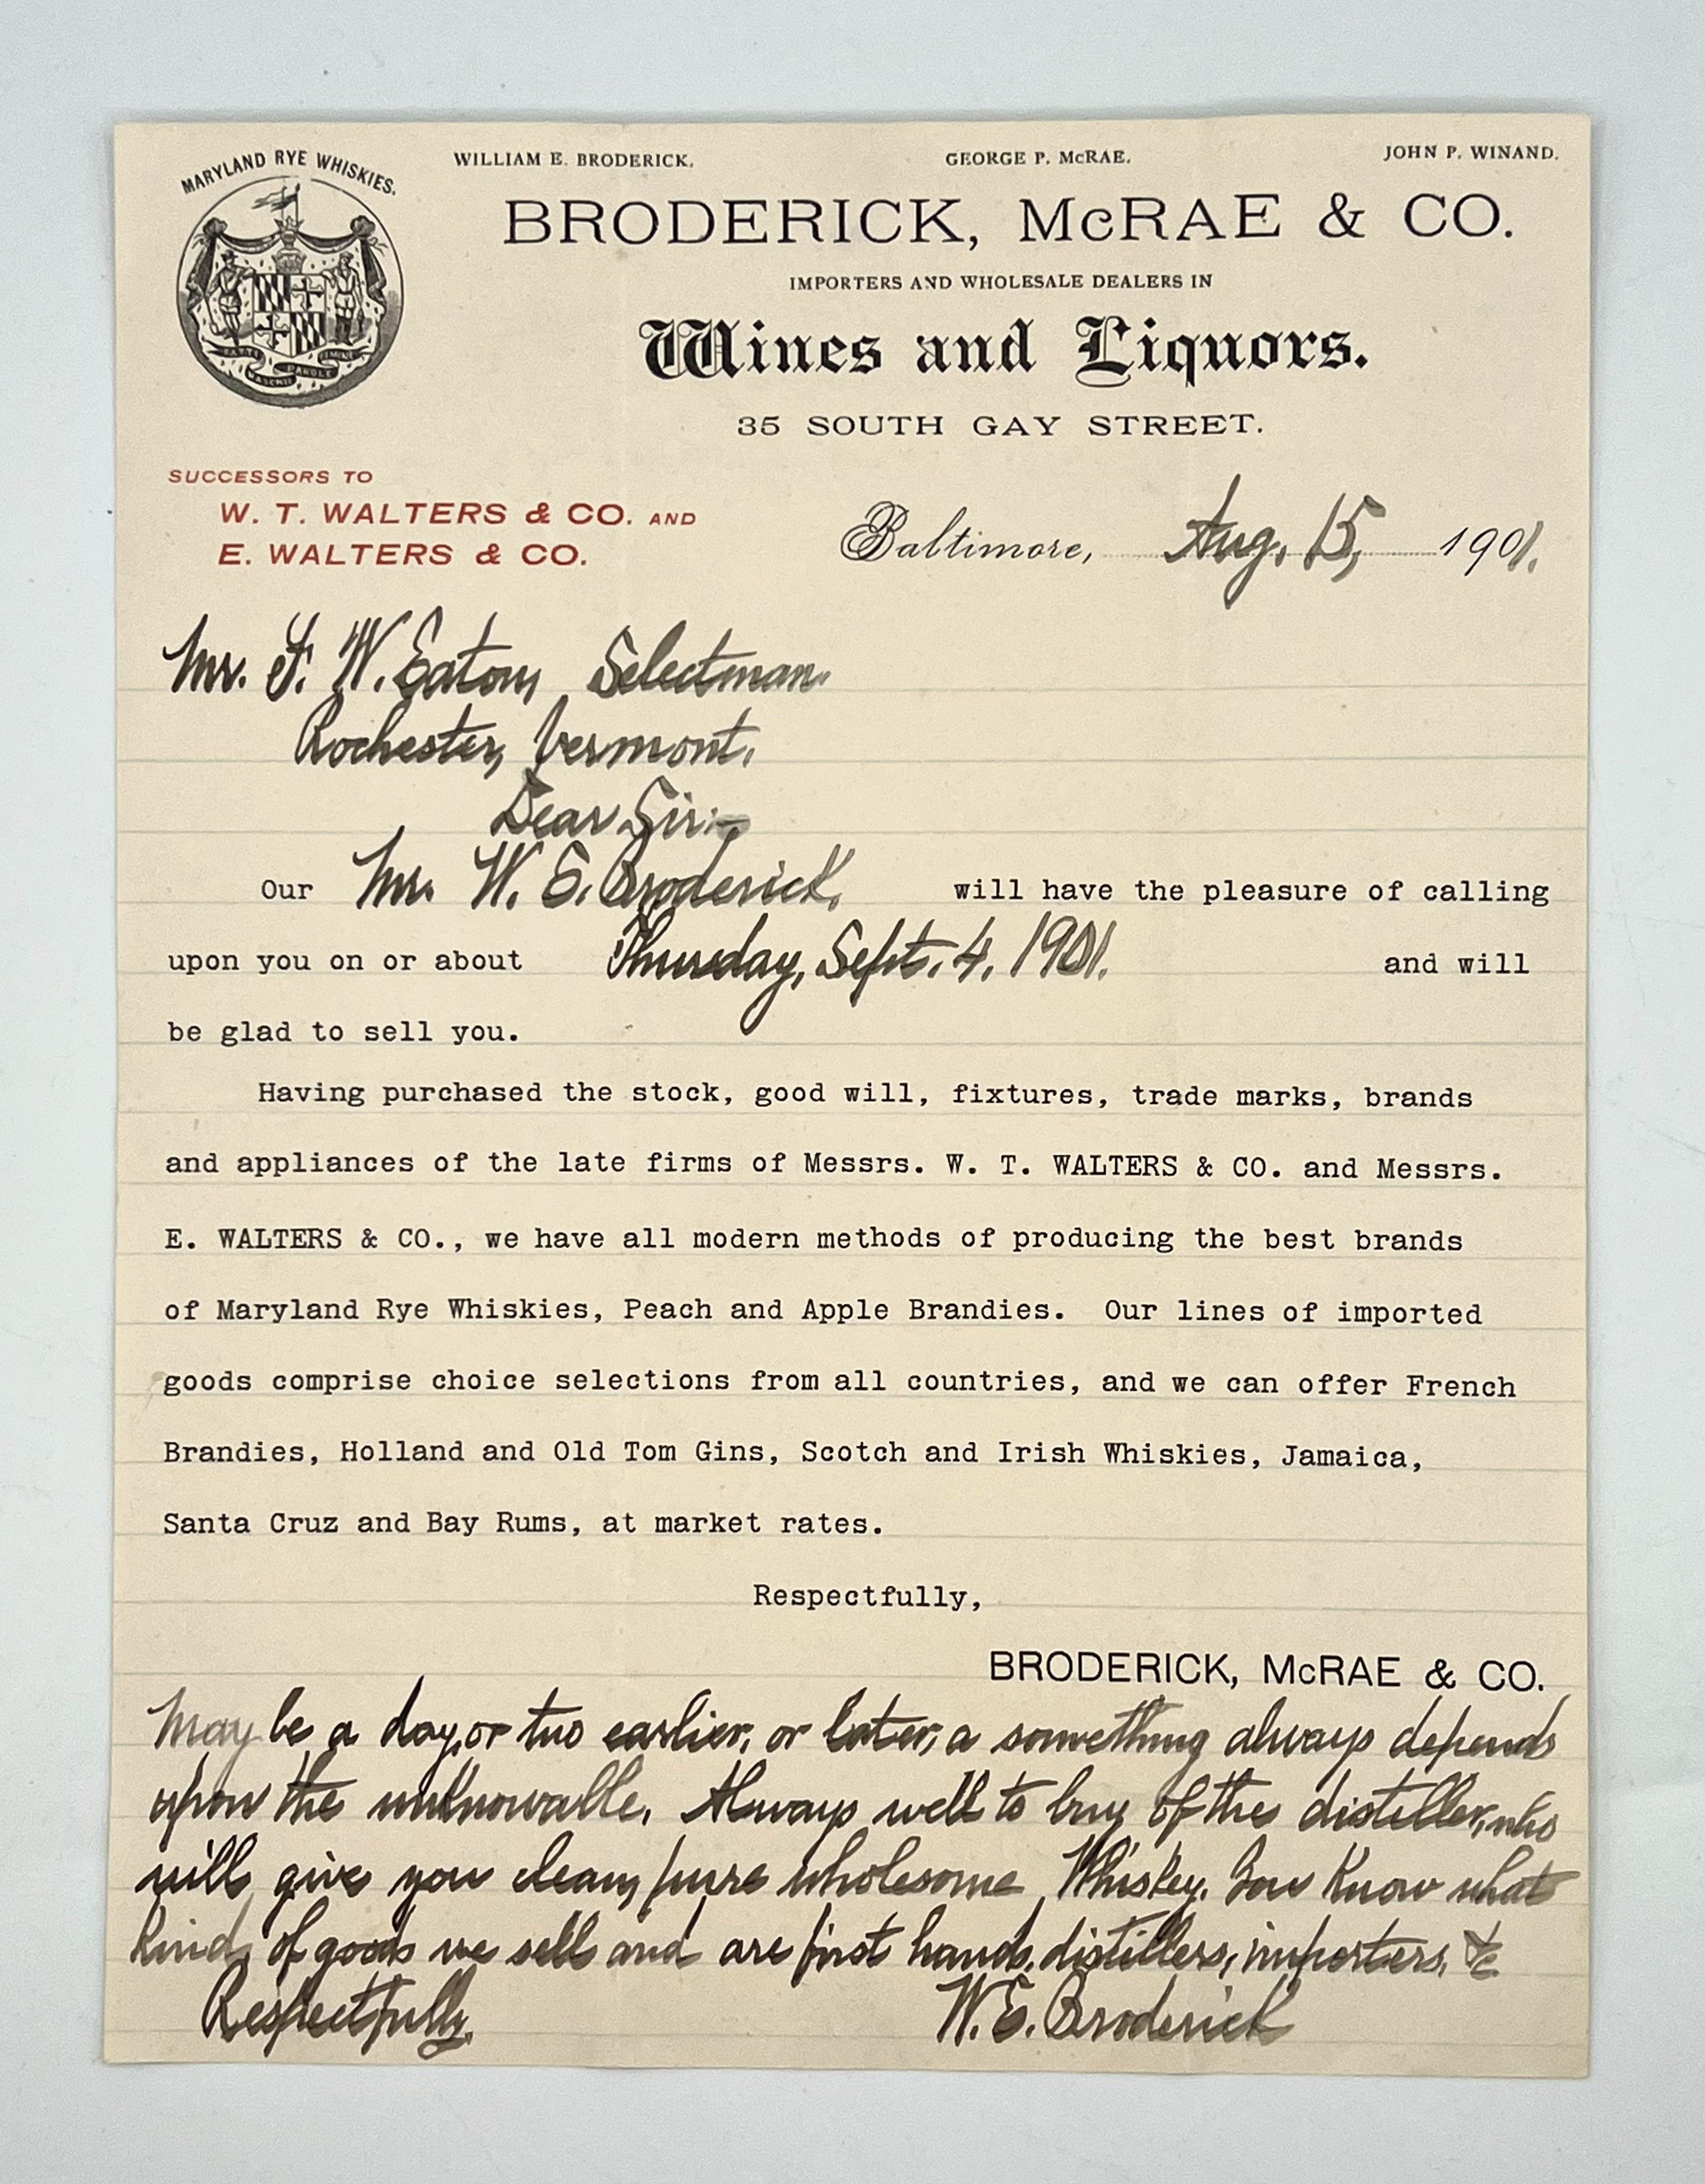 MARYLAND RYE WHISKIES.
WILLIAM E. BRODERICK. GEORGE P. McRAE. JOHN P. WINAND.
BRODERICK, McRAE & CO.
IMPORTERS AND WHOLESALE DEALERS IN
Wines and Liquors.
35 SOUTH GAY STREET.
FATTI MASCHII PAROLE FIMINE
SUCCESSORS TO
W. T. WALTERS & CO. AND
E. WALTERS & CO.
Baltimore, Aug. 15, 1901.
Mr. F. W. Eaton, Selectman.
Rochester, Vermont.
Dear Sir:-
Our Mr. W. E. Broderick. will have the pleasure of calling
upon you on or about Thursday, Sept. 4. 1901. and will
be glad to sell you.
Having purchased the stock, good will, fixtures, trade marks, brands
and appliances of the late firms of Messrs. W. T. WALTERS & CO. and Messrs.
E. WALTERS & CO., we have all modern methods of producing the best brands
of Maryland Rye Whiskies, Peach and Apple Brandies. Our lines of imported
goods comprise choice selections from all countries, and we can offer French
Brandies, Holland and Old Tom Gins, Scotch and Irish Whiskies, Jamaica,
Santa Cruz and Bay Rums, at market rates.
Respectfully,
BRODERICK, McRAE & CO.
May be a day, or two earlier, or later, a something always depends
upon the unknowable. Always well to buy of the distiller, who
will give you clean, pure wholesome Whiskey. You Know what
kind, of goods we sell and are first hands, distillers, importers, &c
Respectfully, W. E. Broderick